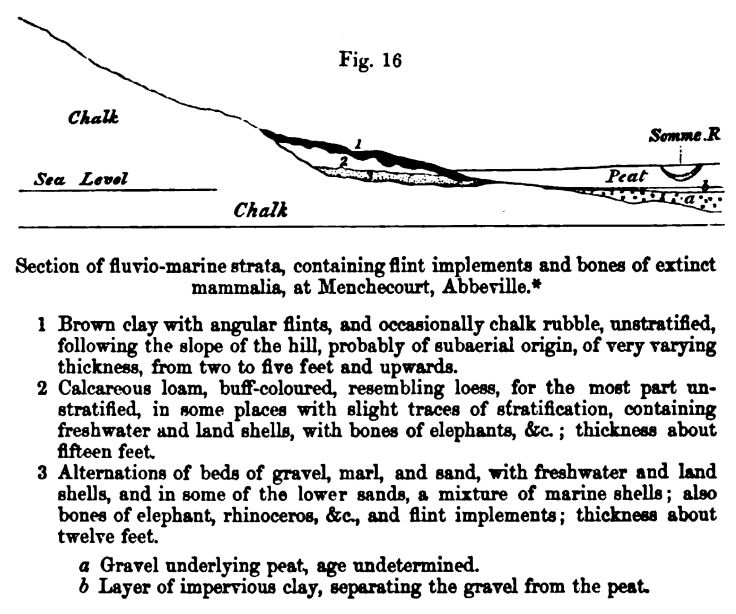 Fig. 16
Chalk
Somme.R
1
2
3
Peat
b
a
Sea Level
Chalk
Section of fluvio-marine strata, containing flint implements and bones of extinct
mammalia, at Menchecourt, Abbeville.*
1 Brown clay with angular flints, and occasionally chalk rubble, unstratified,
following the slope of the hill, probably of subaerial origin, of very varying
thickness, from two to five feet and upwards.
2 Calcareous loam, buff-coloured, resembling loess, for the most part un-
stratified, in some places with slight traces of stratification, containing
freshwater and land shells, with bones of elephants, &c.; thickness about
fifteen feet.
3 Alternations of beds of gravel, marl, and sand, with freshwater and land
shells, and in some of the lower sands, a mixture of marine shells; also
bones of elephant, rhinoceros, &c., and flint implements; thickness about
twelve feet.
a Gravel underlying peat, age undetermined.
b Layer of impervious clay, separating the gravel from the peat.